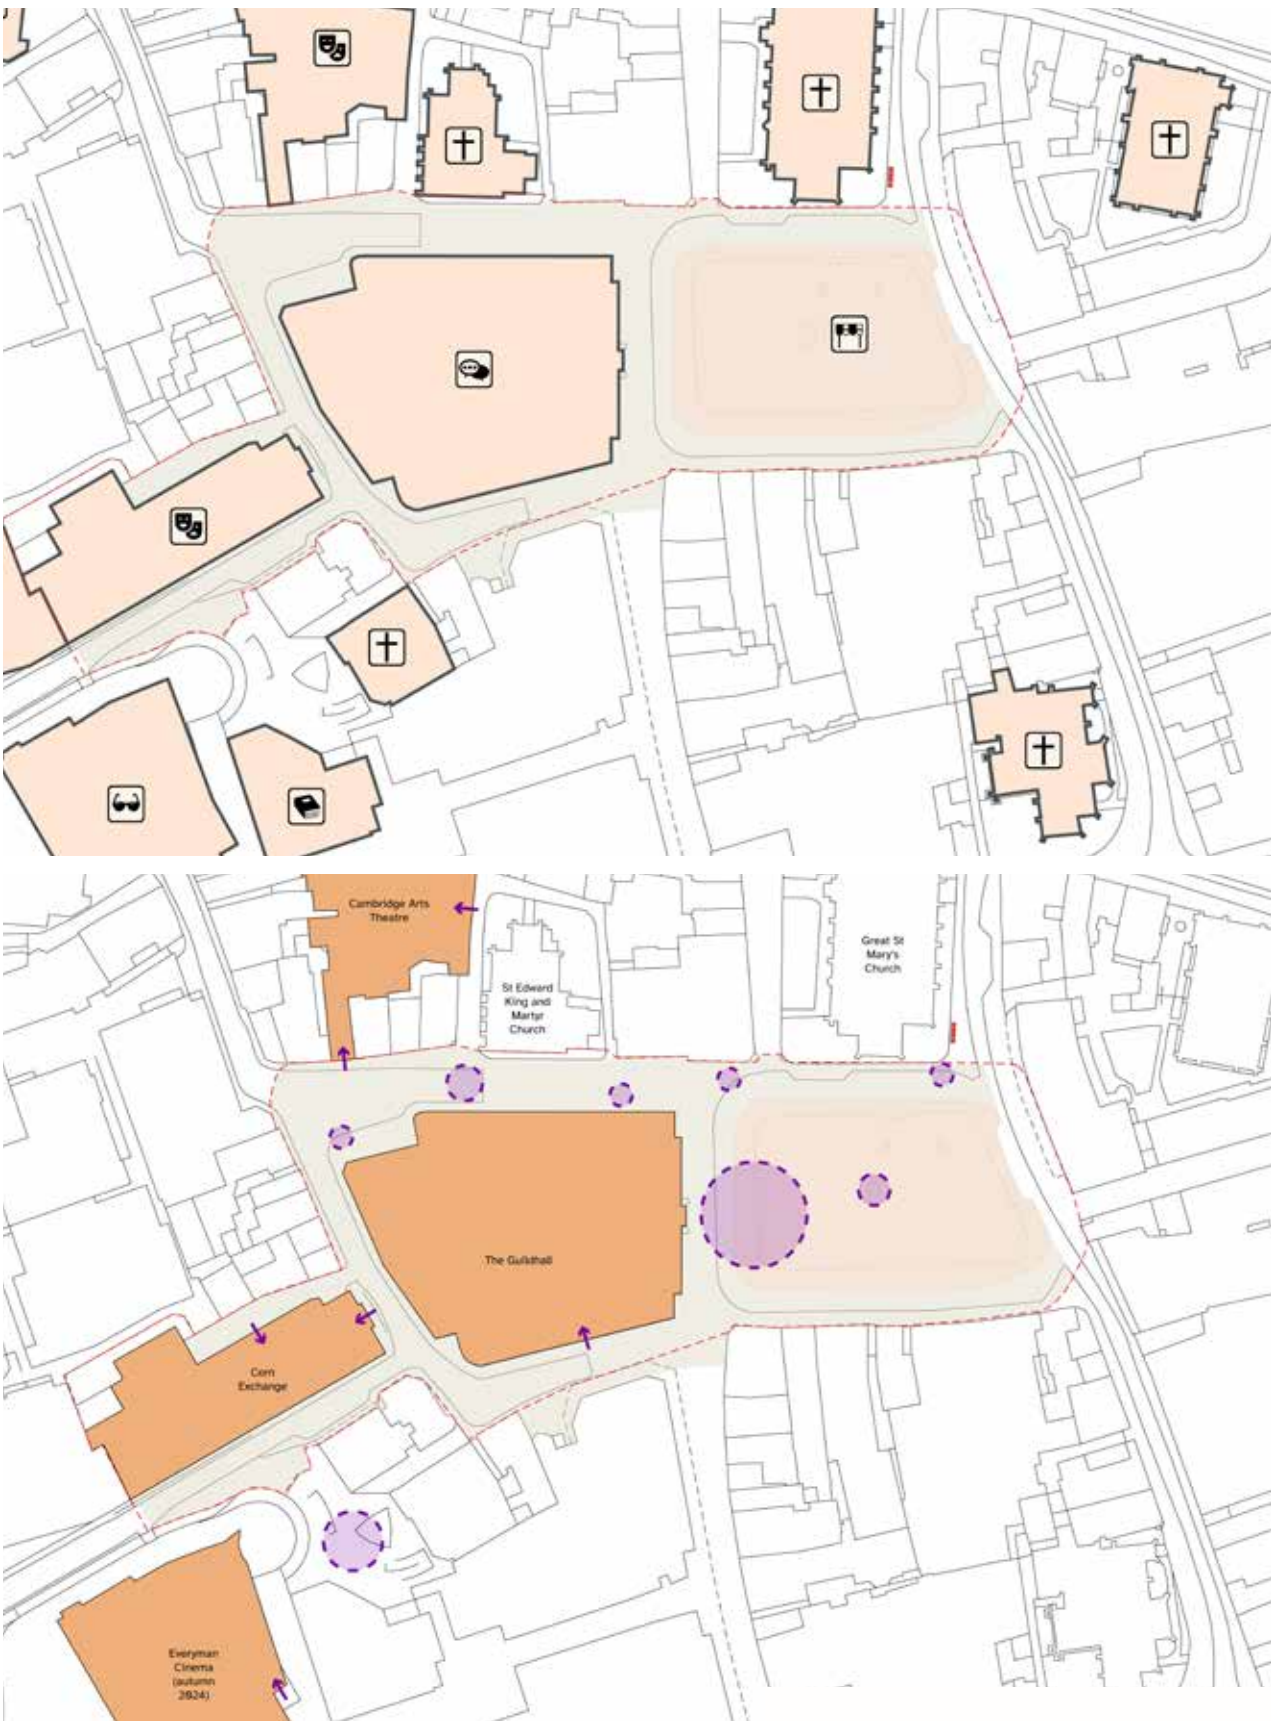 Cambridge Arts
Theatre
St Edward
King and
Martyr
Church
Great St
Mary's
Church
The Guildhall
Corn
Exchange
Everyman
Cinema
(autumn
2024)